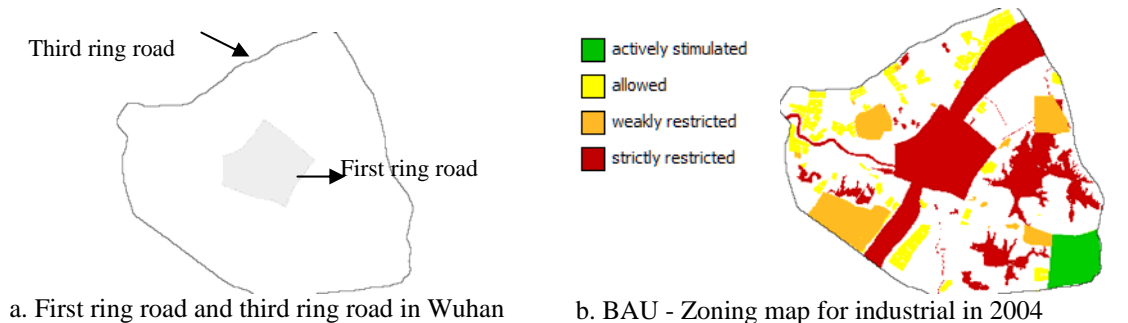 Third ring road
First ring road
a. First ring road and third ring road in Wuhan
actively stimulated
allowed
weakly restricted
strictly restricted
b. BAU - Zoning map for industrial in 2004